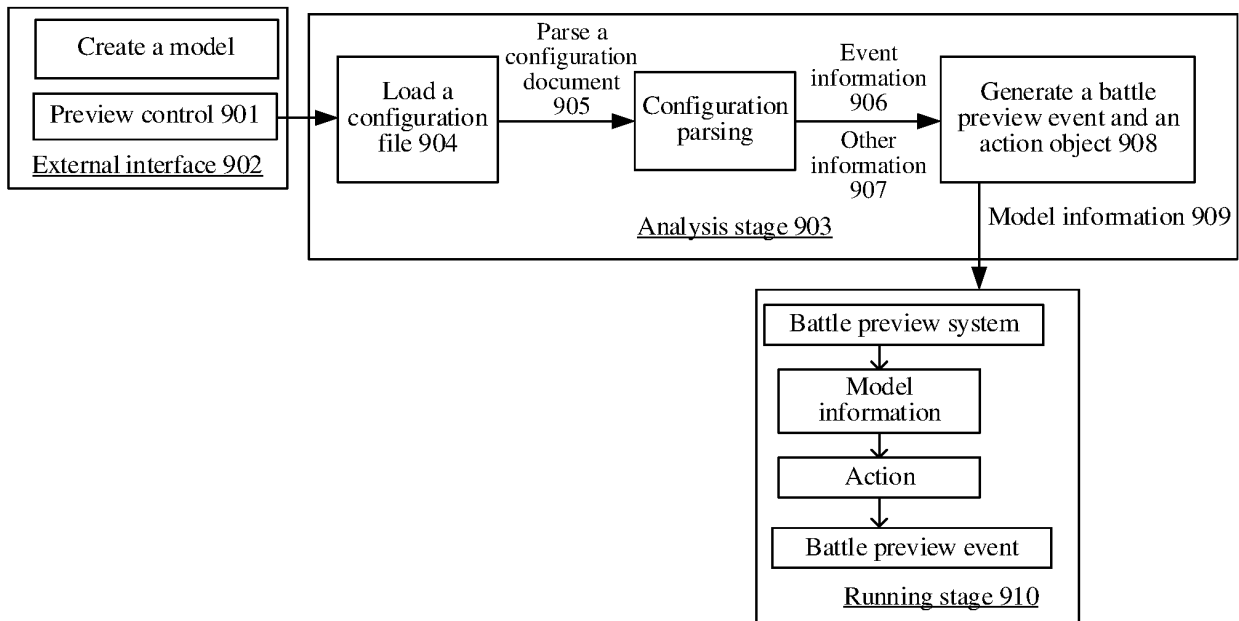 Create a model
Preview control 901
External interface 902
Load a
configuration
file 904
Parse a
configuration
document
905
Configuration
parsing
Event
information
906
Other
information
907
Generate a battle
preview event and an
action object 908
Analysis stage 903
Model information 909
Battle preview system
Model
information
Action
Battle preview event
Running stage 910